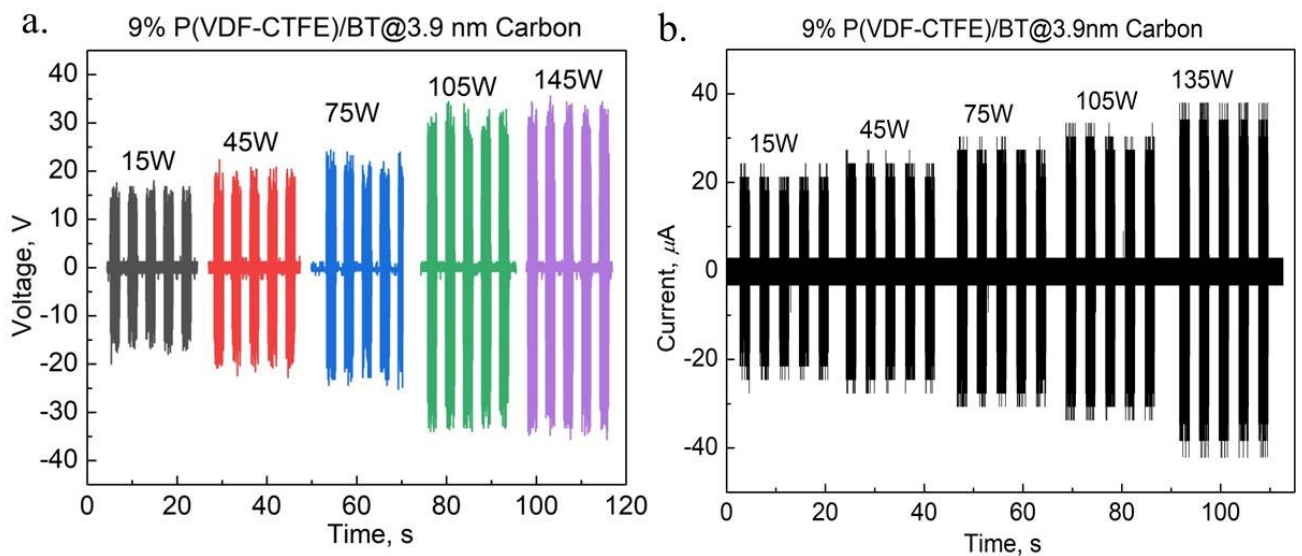 a.
9% P(VDF-CTFE)/BT@3.9 nm Carbon
40
30
20
10
0
-10
-20
-30
-40
Voltage, V
15W
45W
75W
105W
145W
0
20
40
60
80
100
120
Time, s
b.
9% P(VDF-CTFE)/BT@3.9nm Carbon
40
20
0
-20
-40
Current, μA
15W
45W
75W
105W
135W
0
20
40
60
80
100
Time, s